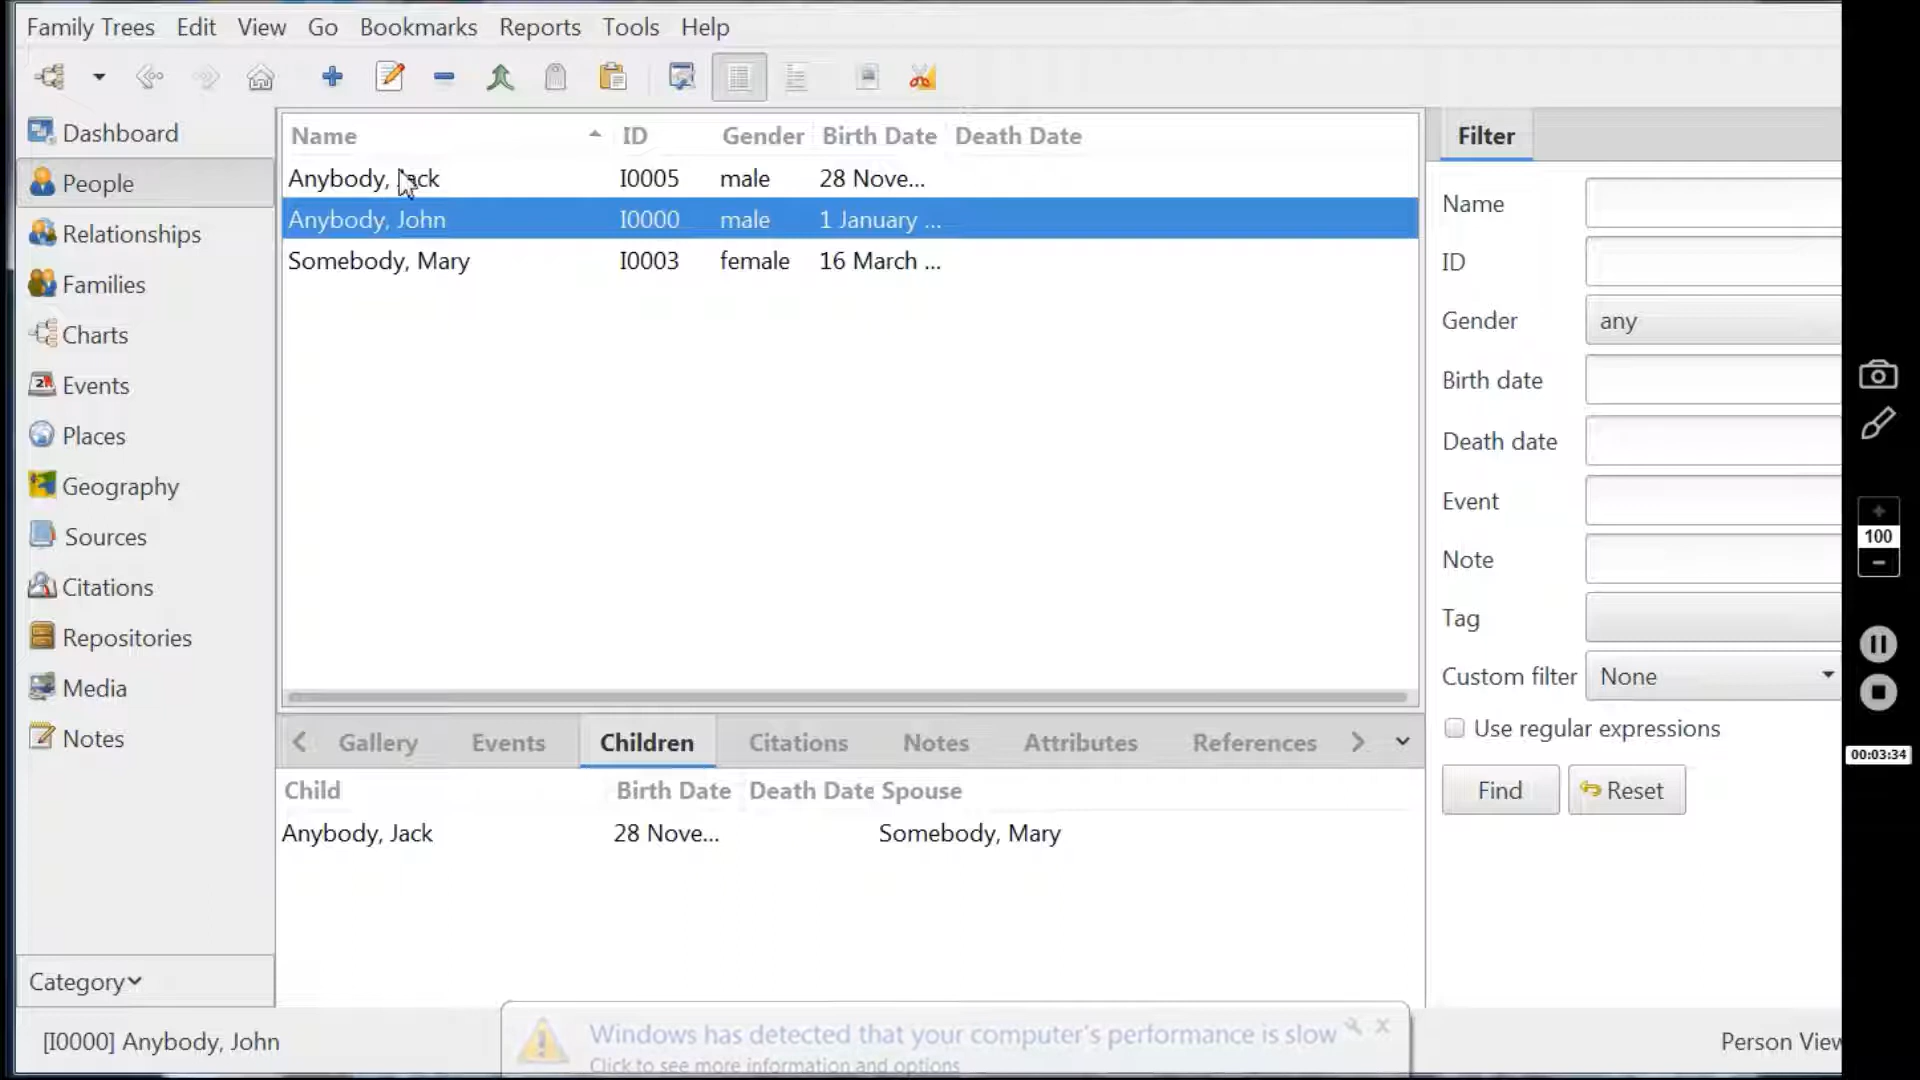 Family Trees Edit View Go Bookmarks Reports Tools Help
Dashboard
People
Relationships
Families
Charts
Events
Places
Geography
Sources
Citations
Repositories
Media
Notes
Category
Name ID Gender Birth Date Death Date
Anybody, Jack I0005 male 28 Nove...
Anybody, John I0000 male 1 January ...
Somebody, Mary I0003 female 16 March ...
Gallery Events Children Citations Notes Attributes References
Child Birth Date Death Date Spouse
Anybody, Jack 28 Nove... Somebody, Mary
Filter
Name
ID
Gender any
Birth date
Death date
Event
Note
Tag
Custom filter None
Use regular expressions
Find Reset
+
100
-
00:03:34
[I0000] Anybody, John
Windows has detected that your computer's performance is slow
Click to see more information and options
Person View